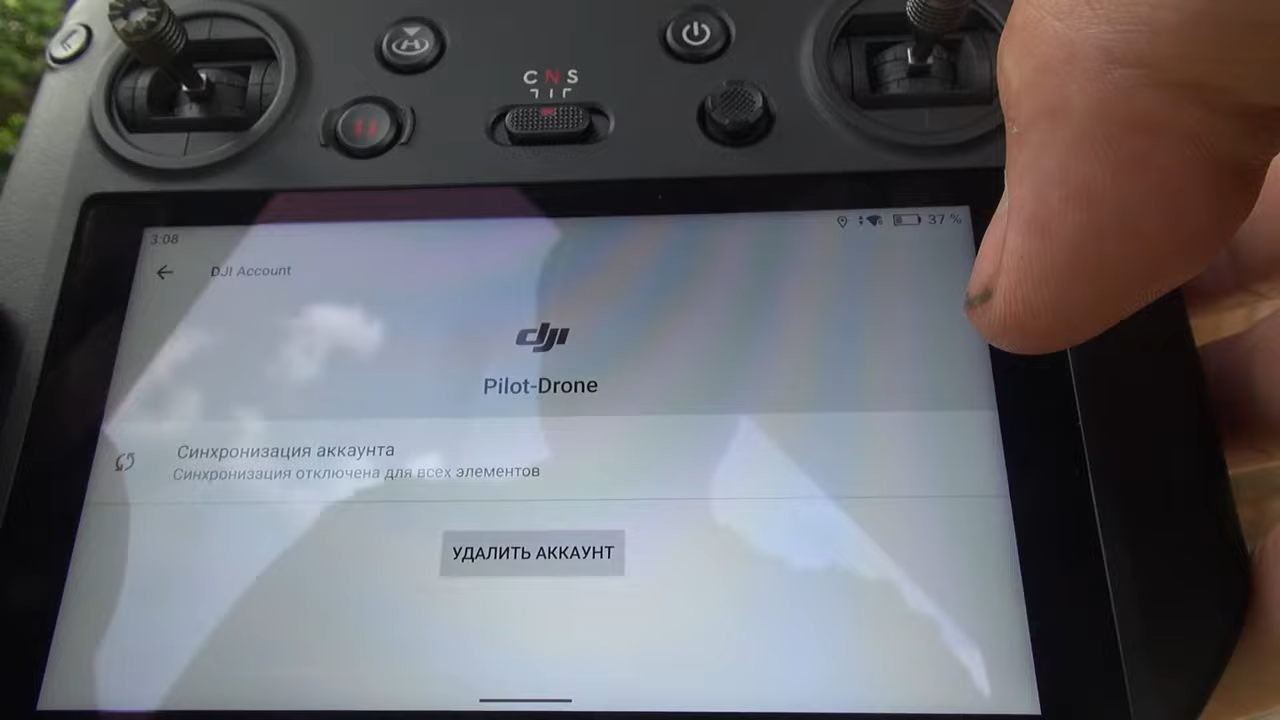 C N S
3:08
37 %
DJI Account
dji
Pilot-Drone
Синхронизация аккаунта
Синхронизация отключена для всех элементов
УДАЛИТЬ АККАУНТ